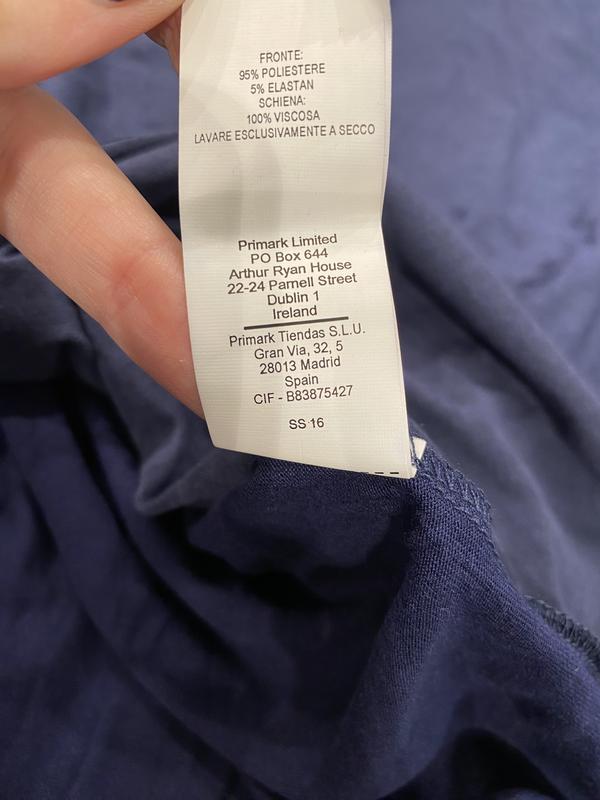 FRONTE:
95% POLIESTERE
5% ELASTAN
SCHIENA:
100% VISCOSA
LAVARE ESCLUSIVAMENTE A SECCO
Primark Limited
PO Box 644
Arthur Ryan House
22-24 Parnell Street
Dublin 1
Ireland
Primark Tiendas S.L.U.
Gran Via, 32, 5
28013 Madrid
Spain
CIF - B83875427
SS 16